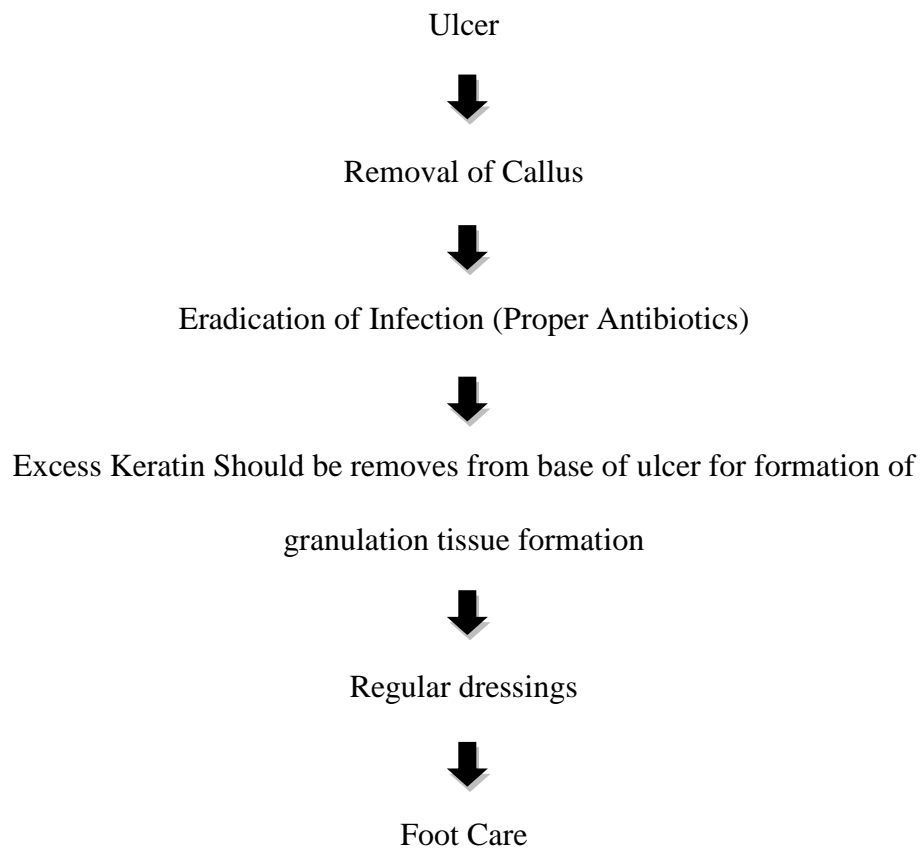 Ulcer
Removal of Callus
Eradication of Infection (Proper Antibiotics)
Excess Keratin Should be removes from base of ulcer for formation of
granulation tissue formation
Regular dressings
Foot Care